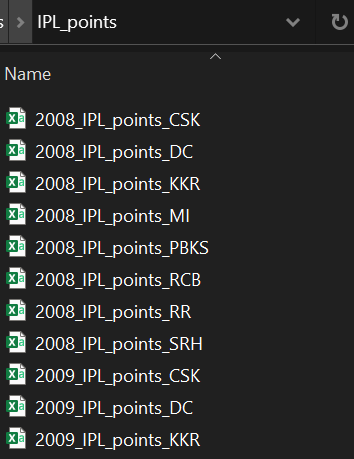 s > IPL_points
Name
2008_IPL_points_CSK
2008_IPL_points_DC
2008_IPL_points_KKR
2008_IPL_points_MI
2008_IPL_points_PBKS
2008_IPL_points_RCB
2008_IPL_points_RR
2008_IPL_points_SRH
2009_IPL_points_CSK
2009_IPL_points_DC
2009_IPL_points_KKR